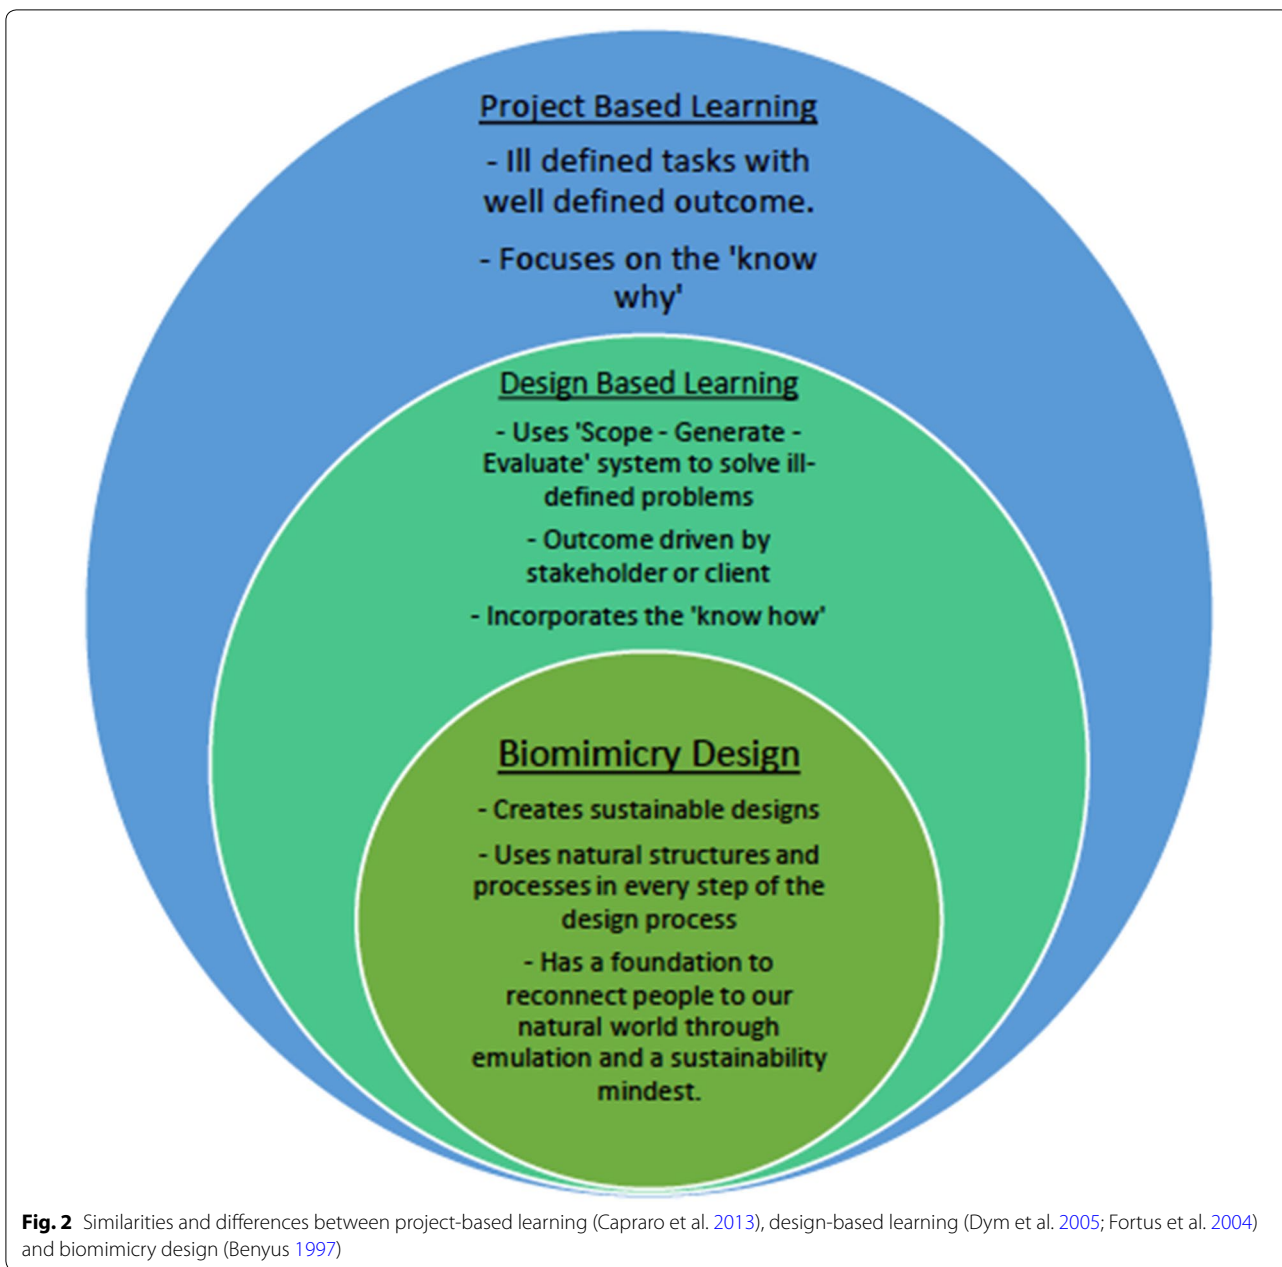 Project Based Learning
- Ill defined tasks with
well defined outcome.
- Focuses on the 'know
why'
Design Based Learning
- Uses 'Scope - Generate -
Evaluate' system to solve ill-
defined problems
- Outcome driven by
stakeholder or client
- Incorporates the 'know how'
Biomimicry Design
- Creates sustainable designs
- Uses natural structures and
processes in every step of the
design process
- Has a foundation to
reconnect people to our
natural world through
emulation and a sustainability
mindest.
Fig. 2 Similarities and differences between project-based learning (Capraro et al. 2013), design-based learning (Dym et al. 2005; Fortus et al. 2004)
and biomimicry design (Benyus 1997)